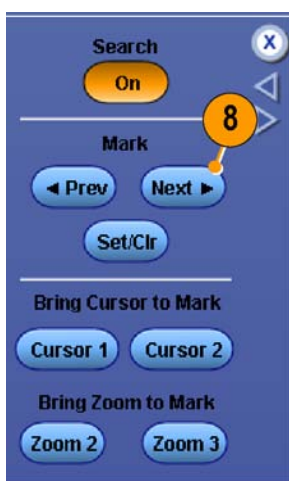 Search
X
On
8
Mark
◄ Prev Next ►
Set/Clr
Bring Cursor to Mark
Cursor 1 Cursor 2
Bring Zoom to Mark
Zoom 2 Zoom 3